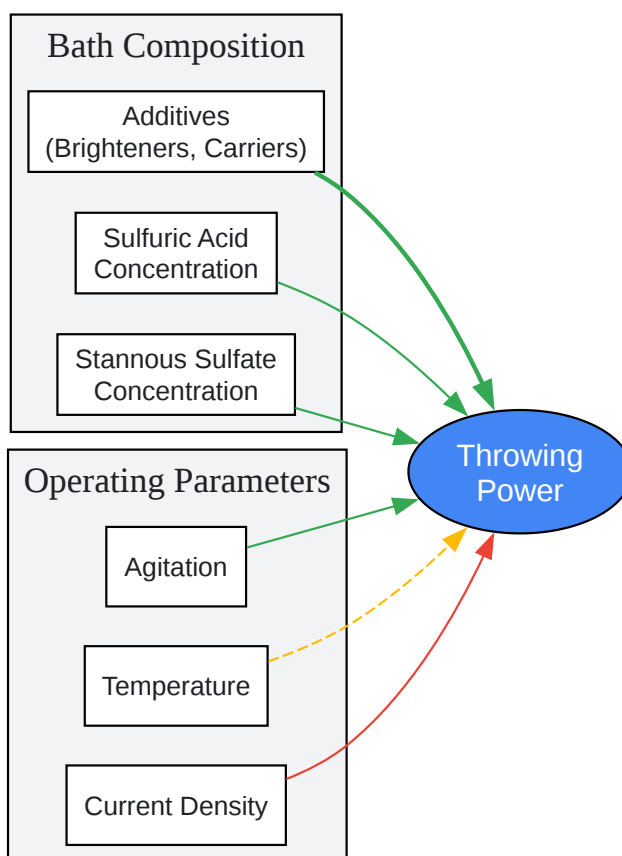 Bath Composition
Additives
(Brighteners, Carriers)
Sulfuric Acid
Concentration
Stannous Sulfate
Concentration
Throwing
Power
Operating Parameters
Agitation
Temperature
Current Density